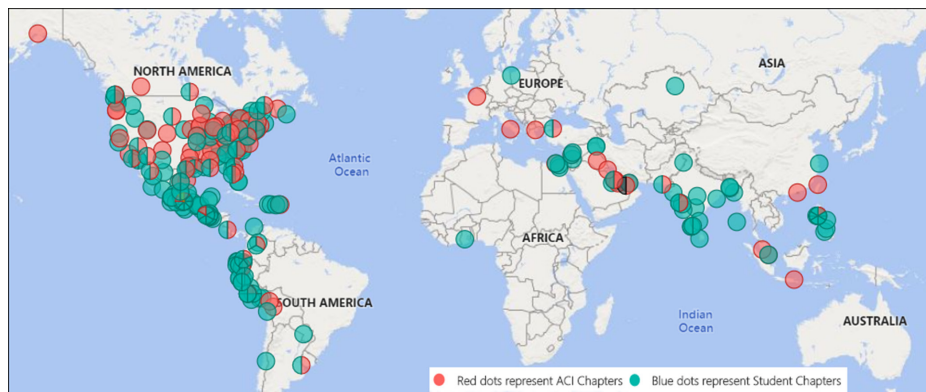 NORTH AMERICA
EUROPE
ASIA
Atlantic
Ocean
AFRICA
SOUTH AMERICA
Indian
Ocean
AUSTRALIA
Red dots represent ACI Chapters
Blue dots represent Student Chapters